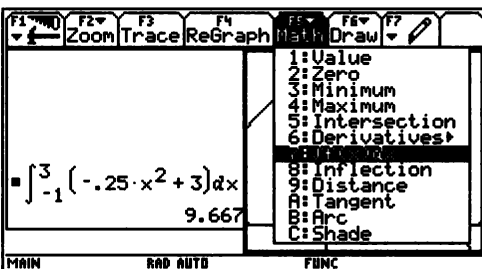 F1 F2 Zoom F3 Trace F4 ReGraph F5 Math F6 Draw F7
1:Value
2:Zero
3:Minimum
4:Maximum
5:Intersection
6:Derivatives▸
8:Inflection
9:Distance
A:Tangent
B:Arc
C:Shade
▪∫³₋₁(-.25·x²+3)dx
9.667
MAIN RAD AUTO FUNC